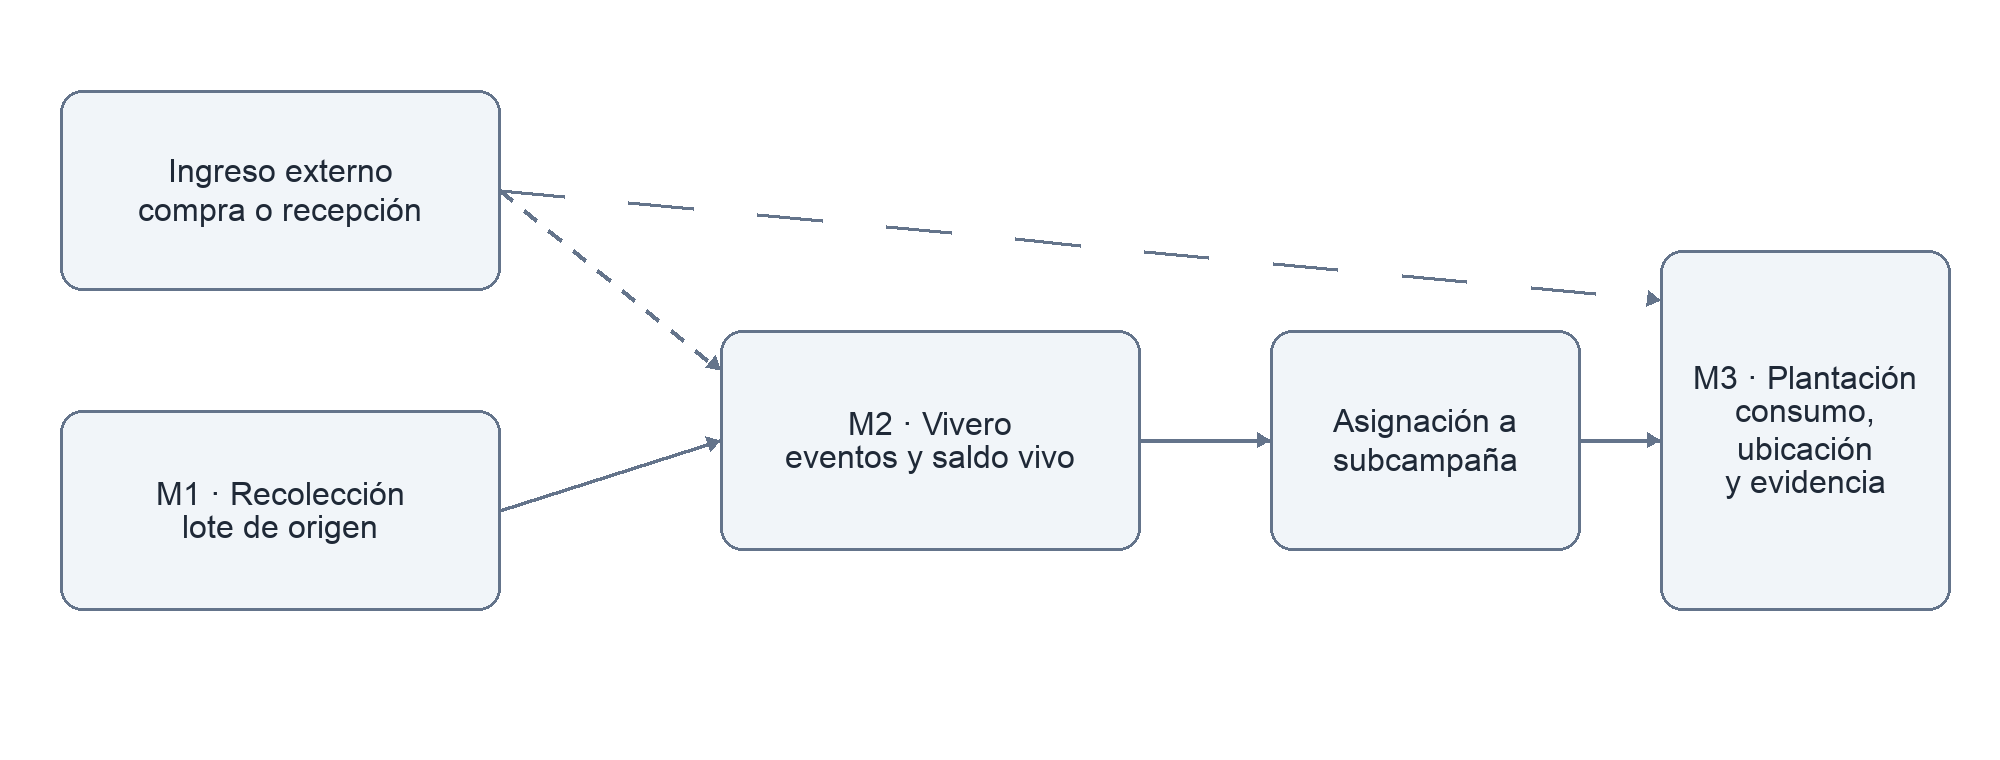 Ingreso externo
compra o recepción
M1 · Recolección
lote de origen
M2 · Vivero
eventos y saldo vivo
Asignación a
subcampaña
M3 · Plantación
consumo,
ubicación
y evidencia